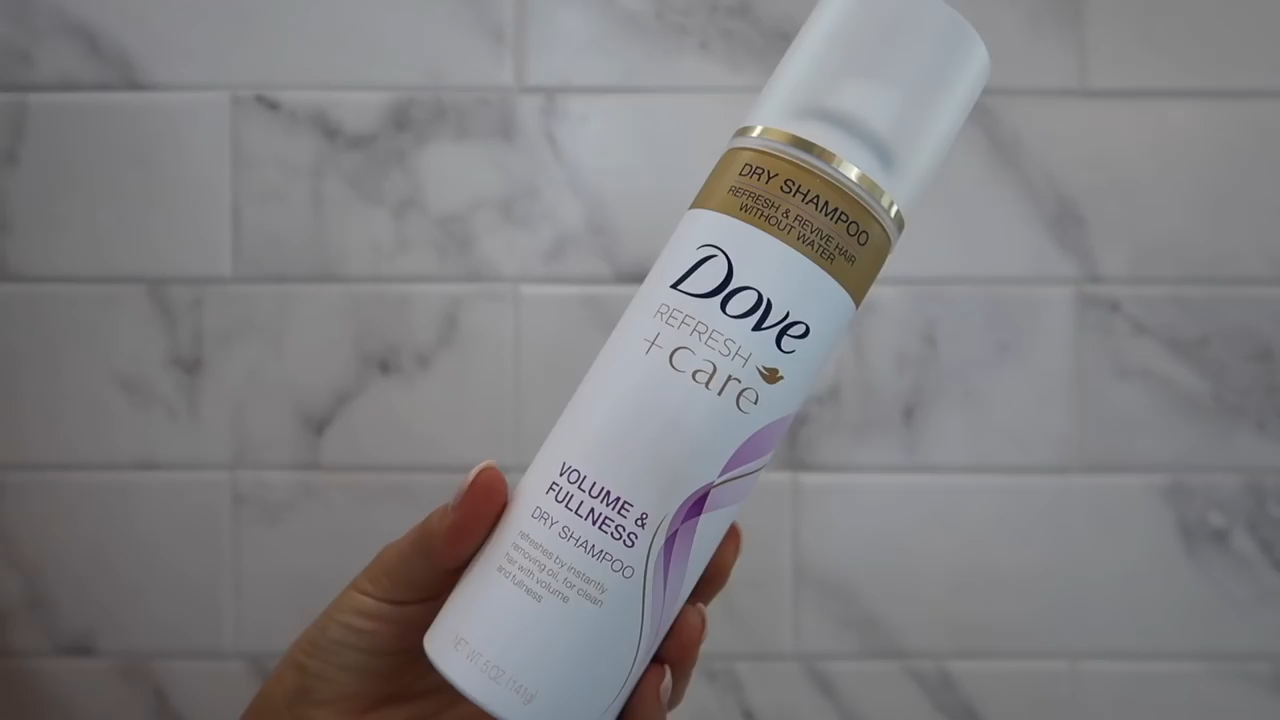 DRY SHAMPOO
REFRESH & REVIVE HAIR
WITHOUT WATER
Dove
REFRESH
+care
VOLUME &
FULLNESS
DRY SHAMPOO
refreshes by instantly
removing oil, for clean
hair with volume
and fullness
NET WT. 5 OZ. (141g)